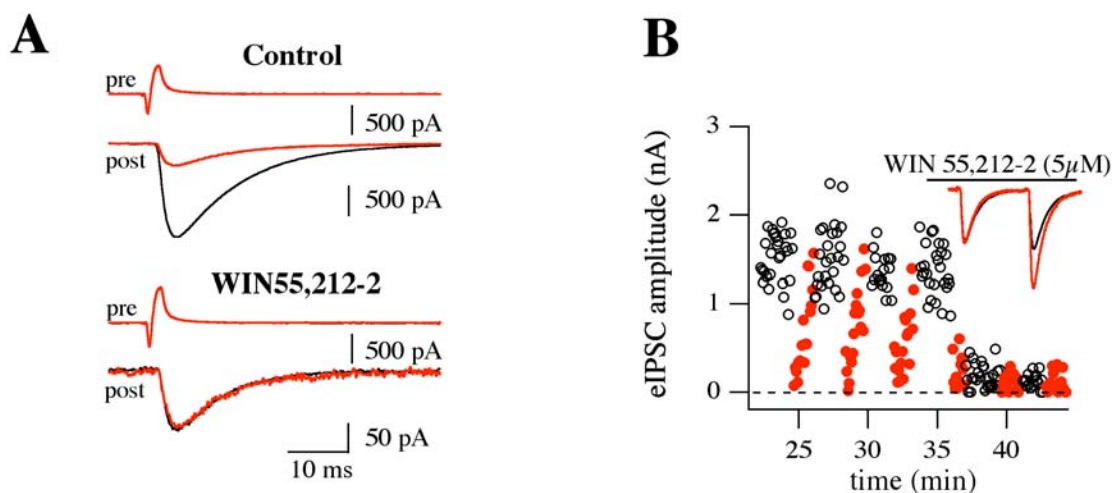 A
Control
pre
500 pA
post
500 pA
WIN55,212-2
pre
500 pA
post
50 pA
10 ms
B
eIPSC amplitude (nA)
3
2
1
0
WIN 55,212-2 (5μM)
25 30 35 40
time (min)